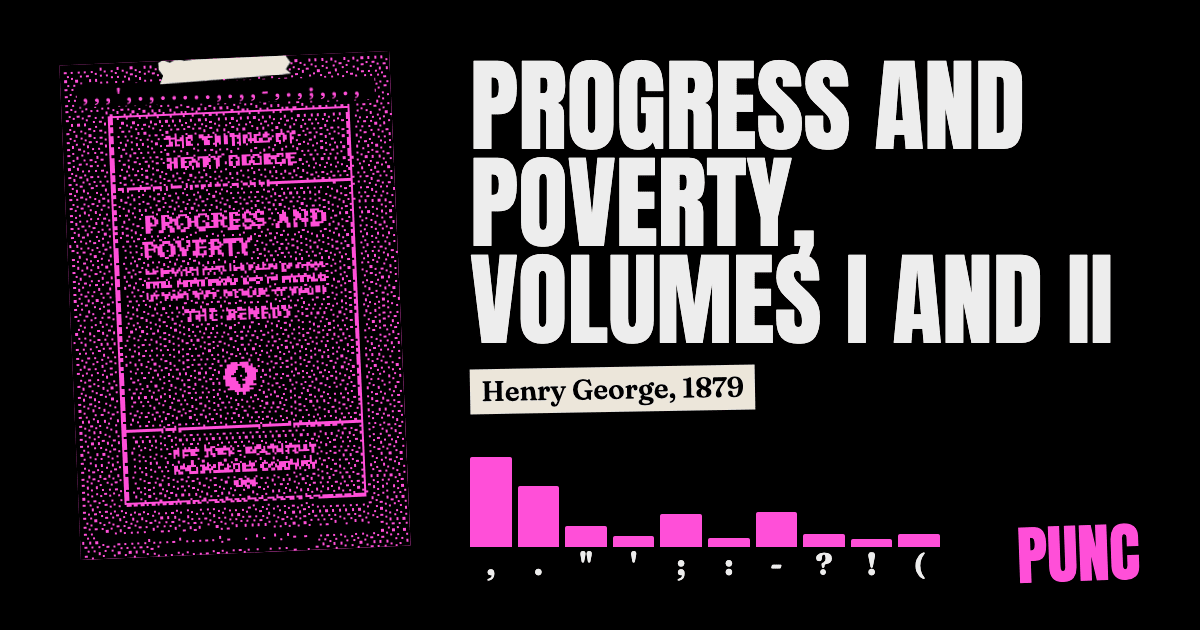 THE WRITINGS OF
HENRY GEORGE
PROGRESS AND
POVERTY
THE REMEDY
PROGRESS AND
POVERTY,
VOLUMES I AND II
Henry George, 1879
, . " ' ; : - ? ! (
PUNC